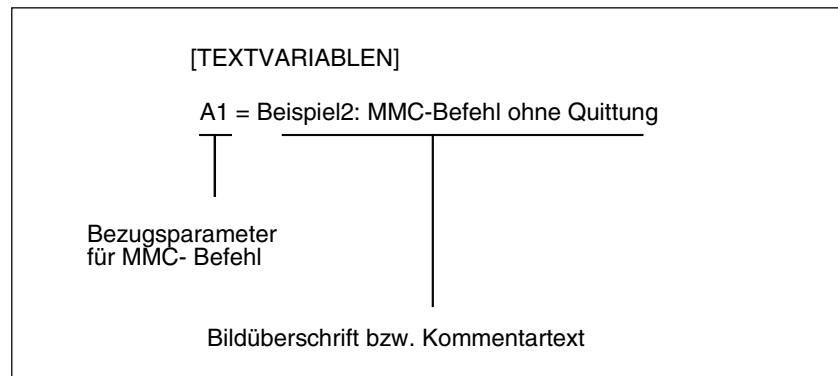 [TEXTVARIABLEN]
A1 = Beispiel2: MMC-Befehl ohne Quittung
Bezugsparameter
für MMC- Befehl
Bildüberschrift bzw. Kommentartext